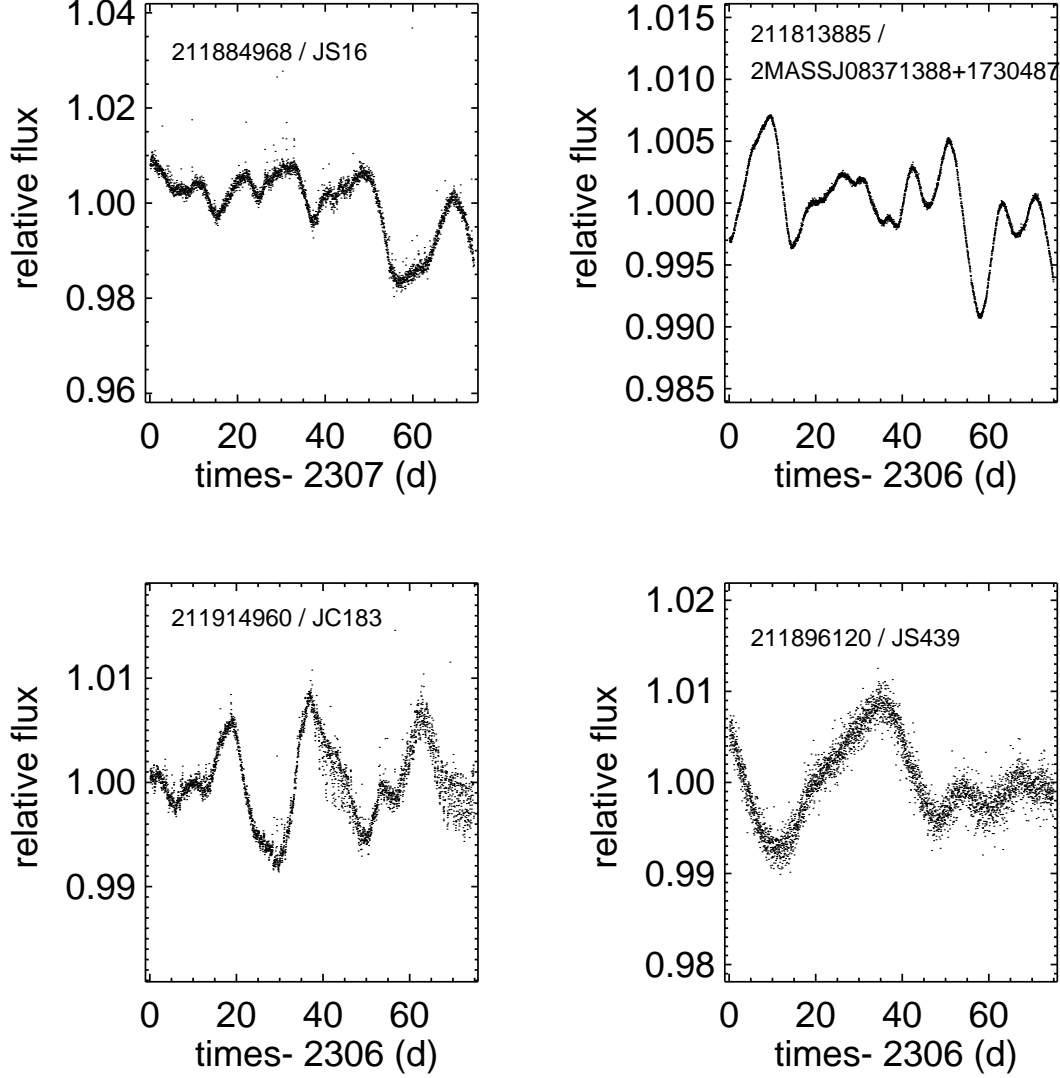 1.04
1.02
1.00
0.98
0.96
relative flux
211884968 / JS16
0 20 40 60
times- 2307 (d)
1.015
1.010
1.005
1.000
0.995
0.990
0.985
relative flux
211813885 /
2MASSJ08371388+1730487
0 20 40 60
times- 2306 (d)
1.01
1.00
0.99
relative flux
211914960 / JC183
0 20 40 60
times- 2306 (d)
1.02
1.01
1.00
0.99
0.98
relative flux
211896120 / JS439
0 20 40 60
times- 2306 (d)